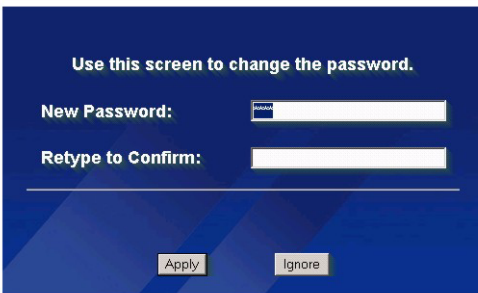 Use this screen to change the password.
New Password: ****
Retype to Confirm:
Apply Ignore